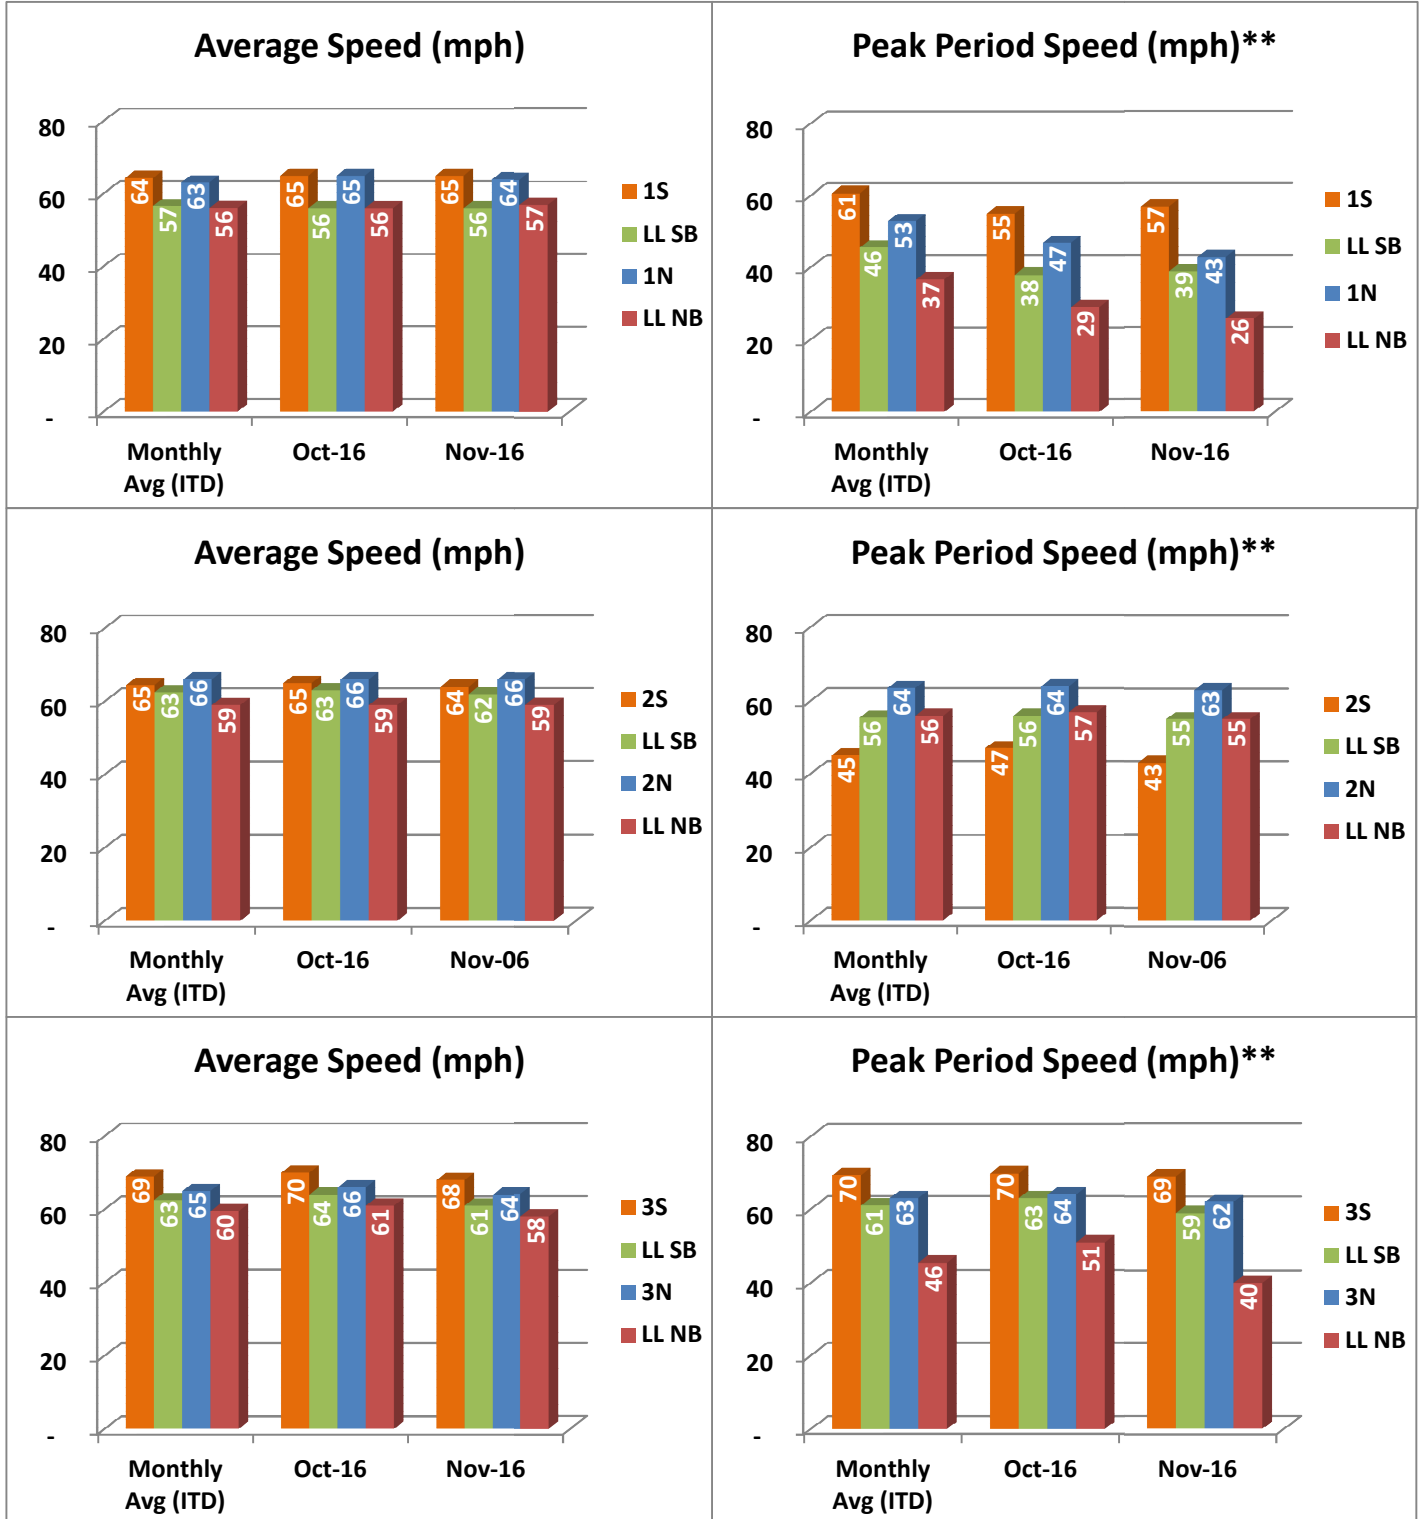 Average Speed (mph)
80
60
40
20
-
64
57
63
56
65
56
65
56
65
56
64
57
Monthly
Avg (ITD)
Oct-16
Nov-16
1S
LL SB
1N
LL NB
Peak Period Speed (mph)**
80
60
40
20
-
61
46
53
37
55
38
47
29
57
39
43
26
Monthly
Avg (ITD)
Oct-16
Nov-16
1S
LL SB
1N
LL NB
Average Speed (mph)
80
60
40
20
-
65
63
66
59
65
63
66
59
64
62
66
59
Monthly
Avg (ITD)
Oct-16
Nov-06
2S
LL SB
2N
LL NB
Peak Period Speed (mph)**
80
60
40
20
-
45
56
64
56
47
56
64
57
43
55
63
55
Monthly
Avg (ITD)
Oct-16
Nov-06
2S
LL SB
2N
LL NB
Average Speed (mph)
80
60
40
20
-
69
63
65
60
70
64
66
61
68
61
64
58
Monthly
Avg (ITD)
Oct-16
Nov-16
3S
LL SB
3N
LL NB
Peak Period Speed (mph)**
80
60
40
20
-
70
61
63
46
70
63
64
51
69
59
62
40
Monthly
Avg (ITD)
Oct-16
Nov-16
3S
LL SB
3N
LL NB